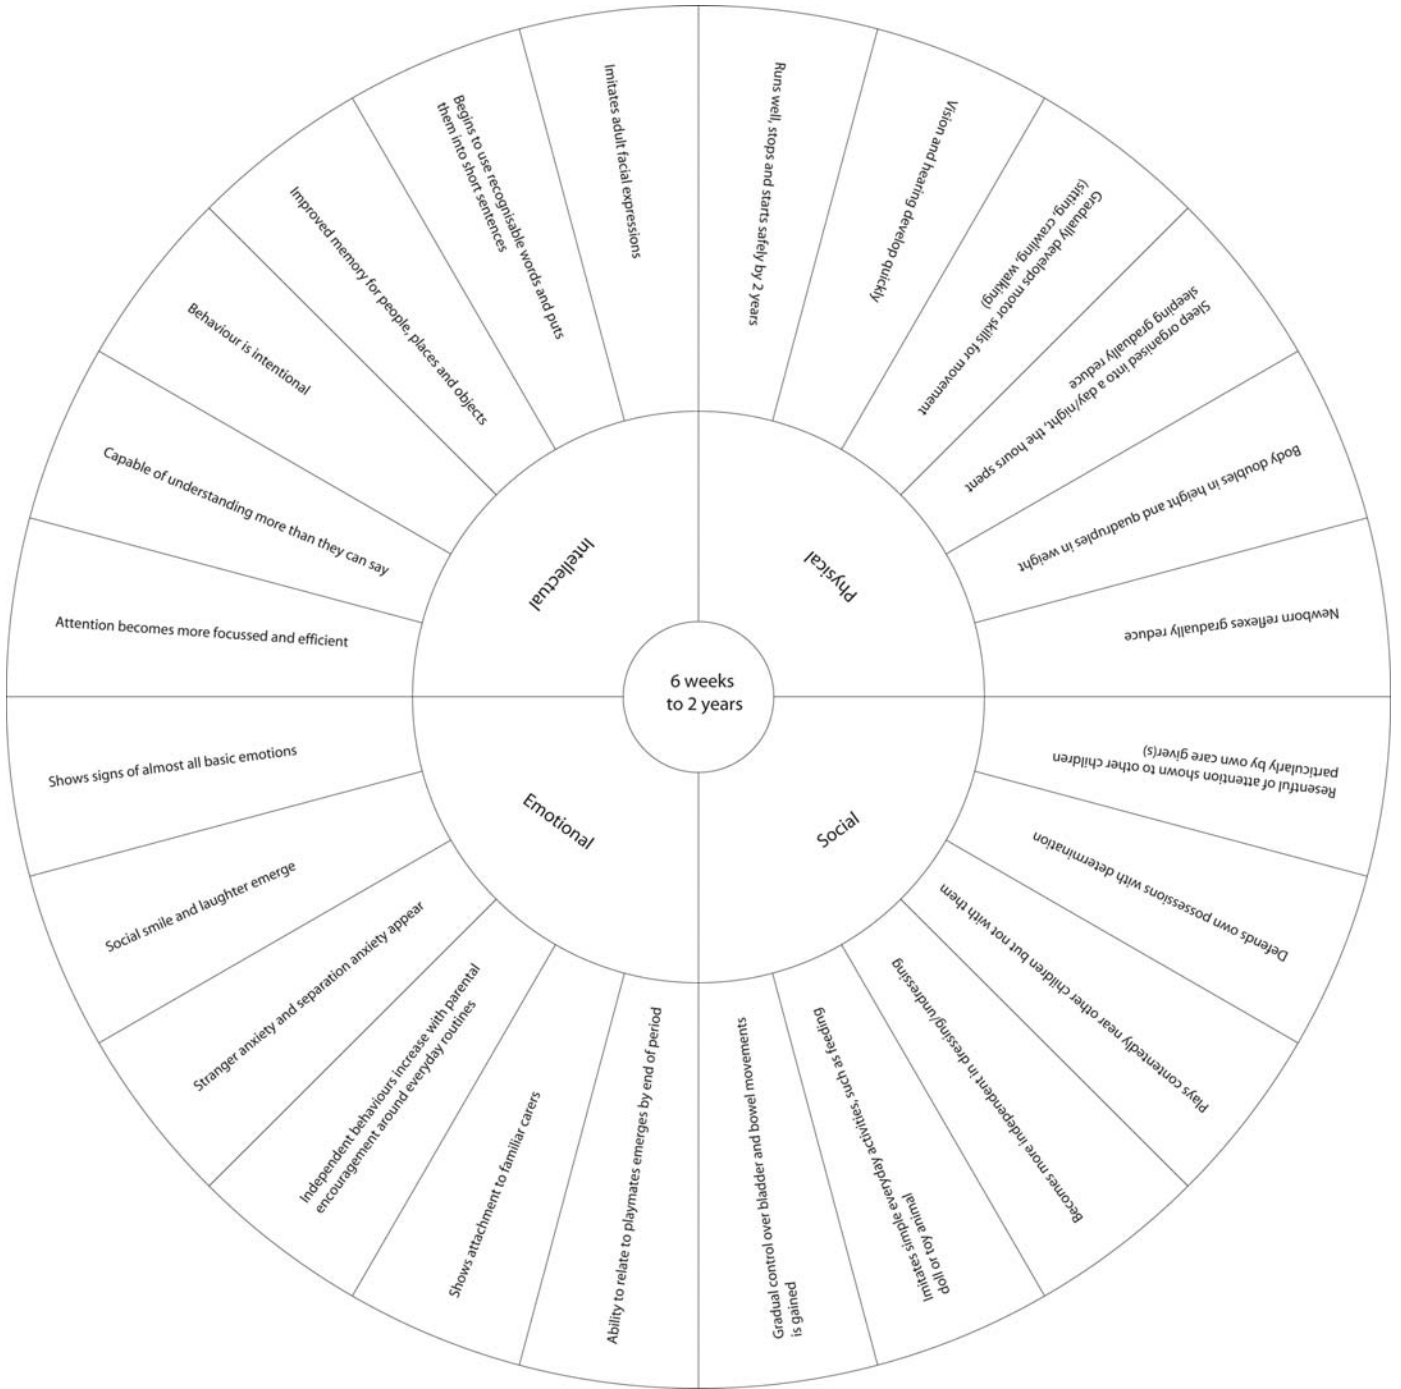 6 weeks
to 2 years
Physical
Runs well, stops and starts safely by 2 years
Vision and hearing develop quickly
Gradually develops motor skills for movement
(sitting, crawling, walking)
Sleep organised into a day/night, the hours spent
sleeping gradually reduce
Body doubles in height and quadruples in weight
Newborn reflexes gradually reduce
Social
Resentful of attention shown to other children
particularly by own care giver(s)
Defends own possessions with determination
Plays contentedly near other children but not with them
Becomes more independent in dressing/undressing
Imitates simple everyday activities, such as feeding
doll or toy animal
Gradual control over bladder and bowel movements
is gained
Emotional
Ability to relate to playmates emerges by end of period
Shows attachment to familiar carers
Independent behaviours increase with parental
encouragement around everyday routines
Stranger anxiety and separation anxiety appear
Social smile and laughter emerge
Shows signs of almost all basic emotions
Intellectual
Attention becomes more focussed and efficient
Capable of understanding more than they can say
Behaviour is intentional
Improved memory for people, places and objects
Begins to use recognisable words and puts
them into short sentences
Imitates adult facial expressions